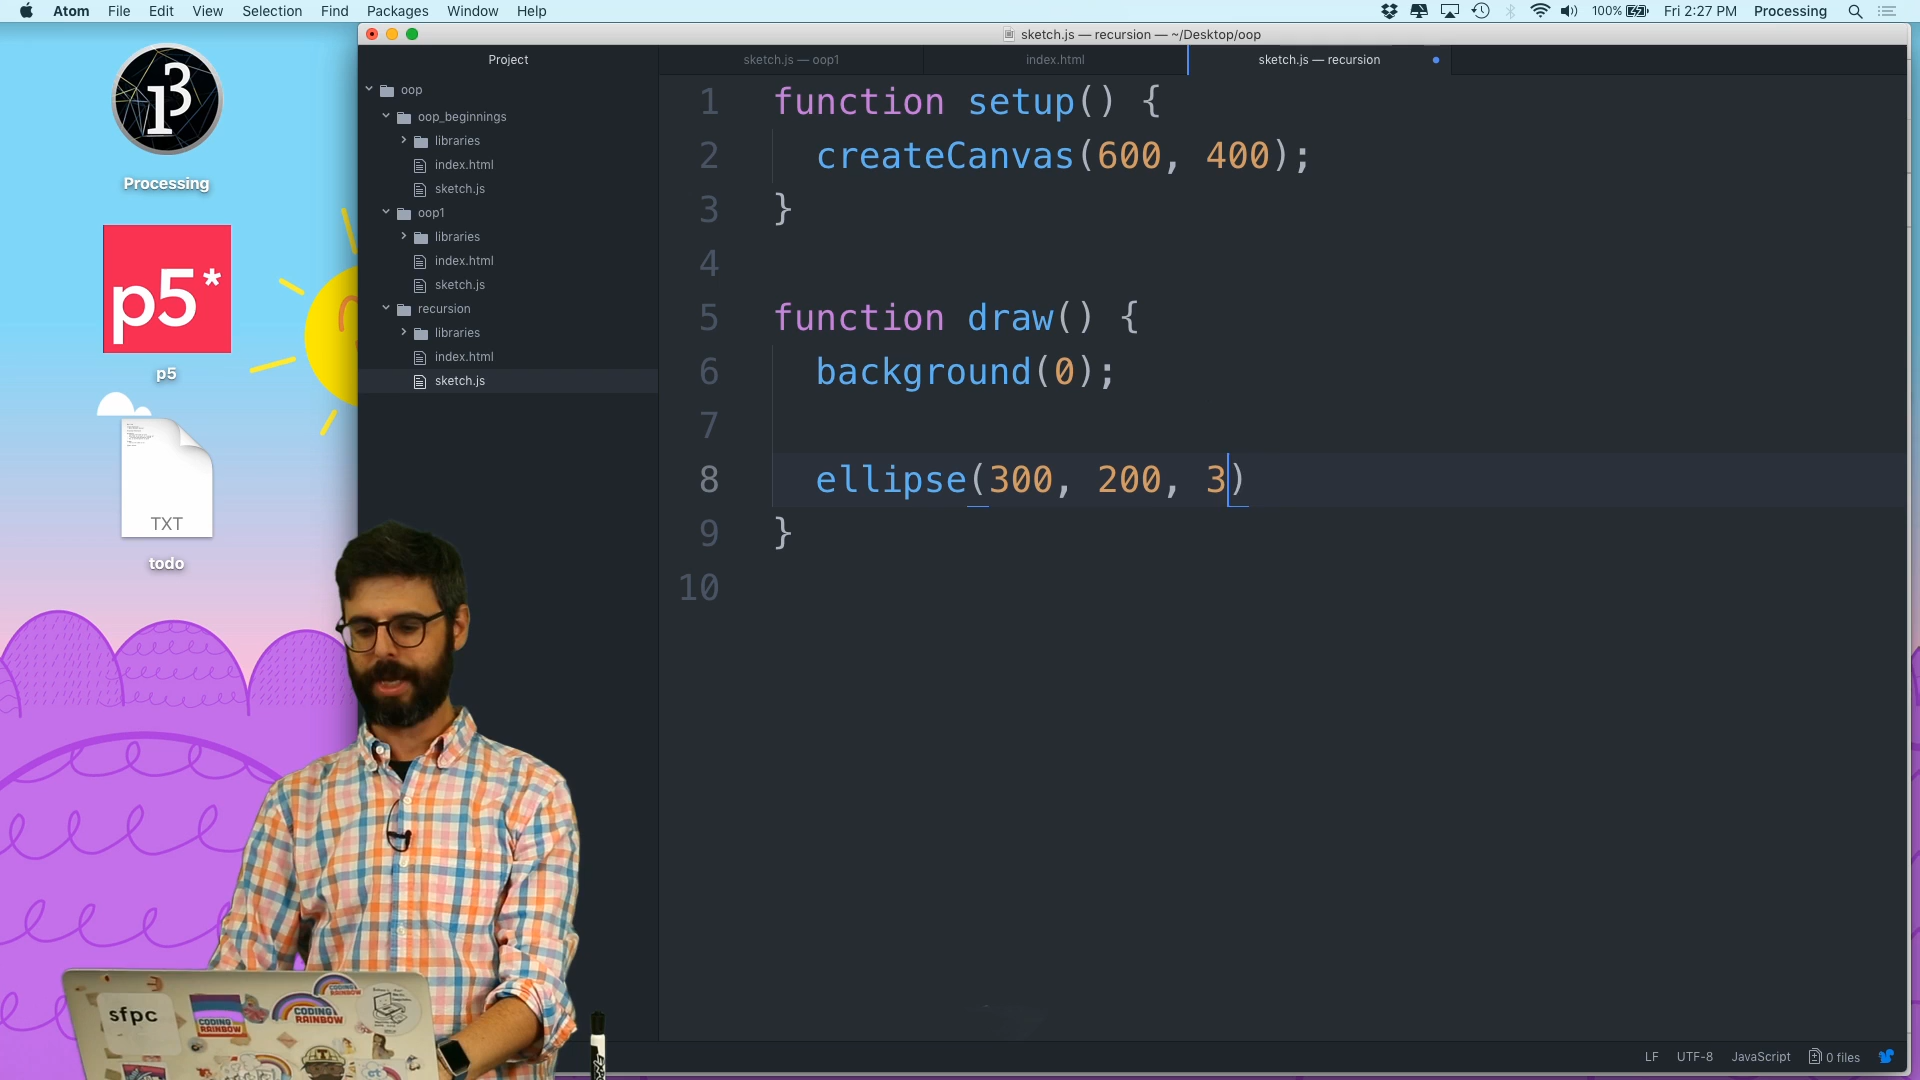 Atom File Edit View Selection Find Packages Window Help
100% Fri 2:27 PM Processing
sketch.js — recursion — ~/Desktop/oop
Project
sketch.js — oop1
index.html
sketch.js — recursion
oop
oop_beginnings
libraries
index.html
sketch.js
oop1
libraries
index.html
sketch.js
recursion
libraries
index.html
sketch.js
1 function setup() {
2 createCanvas(600, 400);
3 }
4
5 function draw() {
6 background(0);
7
8 ellipse(300, 200, 3)
9 }
10
Processing
p5*
p5
TXT
todo
sfpc
CODING
RAINBOW
CODING
RAINBOW
CODING
RAINBOW
LF UTF-8 JavaScript 0 files